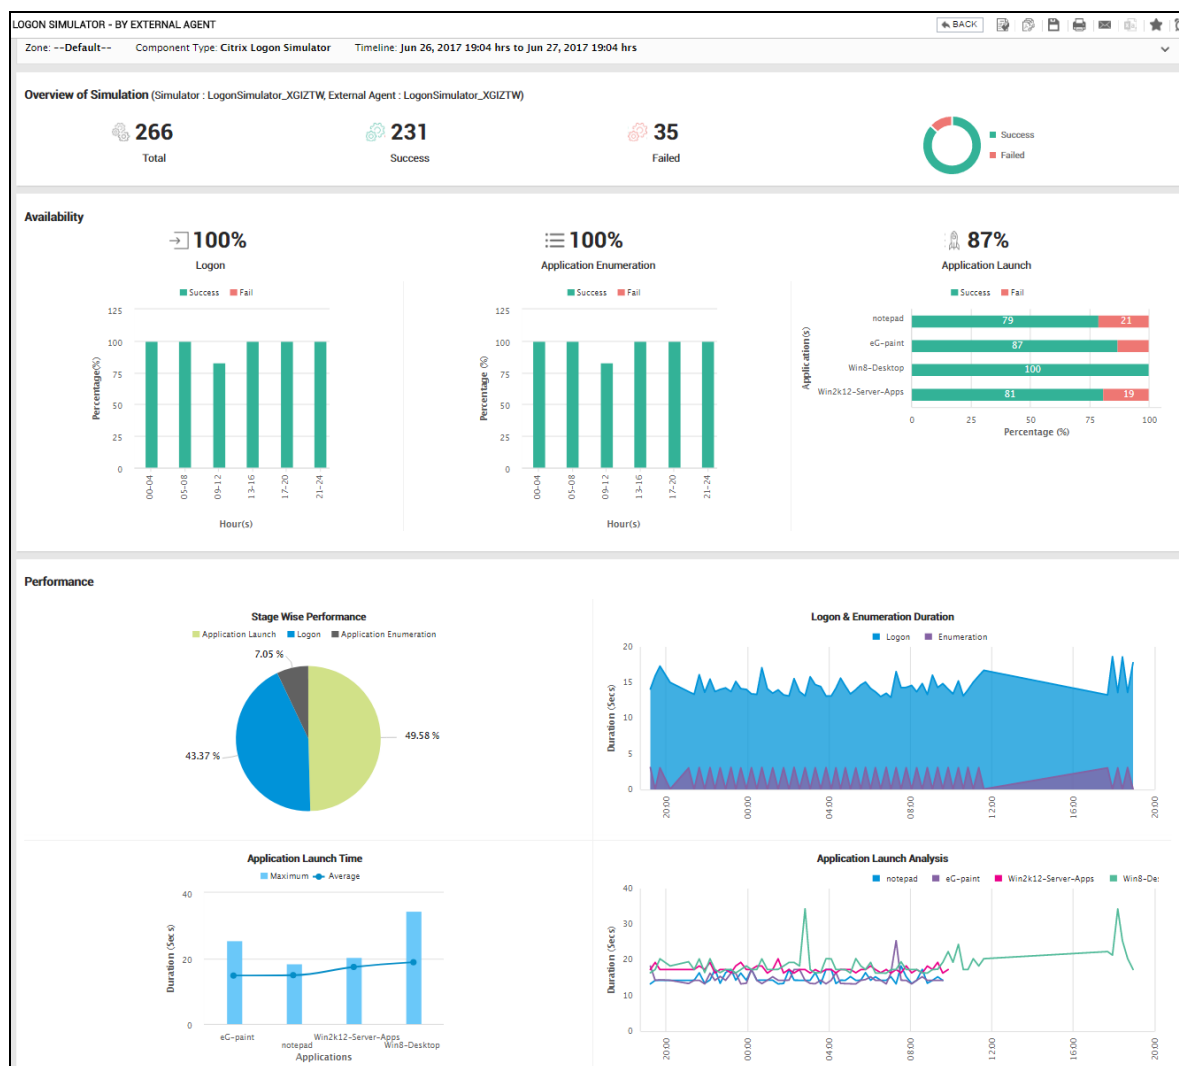 LOGON SIMULATOR - BY EXTERNAL AGENT
BACK
Zone: --Default-- Component Type: Citrix Logon Simulator Timeline: Jun 26, 2017 19:04 hrs to Jun 27, 2017 19:04 hrs
Overview of Simulation (Simulator : LogonSimulator_XGIZTW, External Agent : LogonSimulator_XGIZTW)
266
Total
231
Success
35
Failed
Success
Failed
Availability
100%
Logon
Success Fail
125
100
75
50
25
0
Percentage(%)
00-04 05-08 09-12 13-16 17-20 21-24
Hour(s)
100%
Application Enumeration
Success Fail
125
100
75
50
25
0
Percentage (%)
00-04 05-08 09-12 13-16 17-20 21-24
Hour(s)
87%
Application Launch
Success Fail
Application(s)
notepad 79 21
eG-paint 87
Win8-Desktop 100
Win2k12-Server-Apps 81 19
0 25 50 75 100
Percentage (%)
Performance
Stage Wise Performance
Application Launch Logon Application Enumeration
7.05 %
49.58 %
43.37 %
Logon & Enumeration Duration
Logon Enumeration
20
15
10
5
0
Duration (Secs)
20:00 00:00 04:00 08:00 12:00 16:00 20:00
Application Launch Time
Maximum Average
40
20
0
Duration (Secs)
eG-paint notepad Win2k12-Server-Apps Win8-Desktop
Applications
Application Launch Analysis
notepad eG-paint Win2k12-Server-Apps Win8-De
40
30
20
10
0
Duration (Secs)
20:00 00:00 04:00 08:00 12:00 16:00 20:00